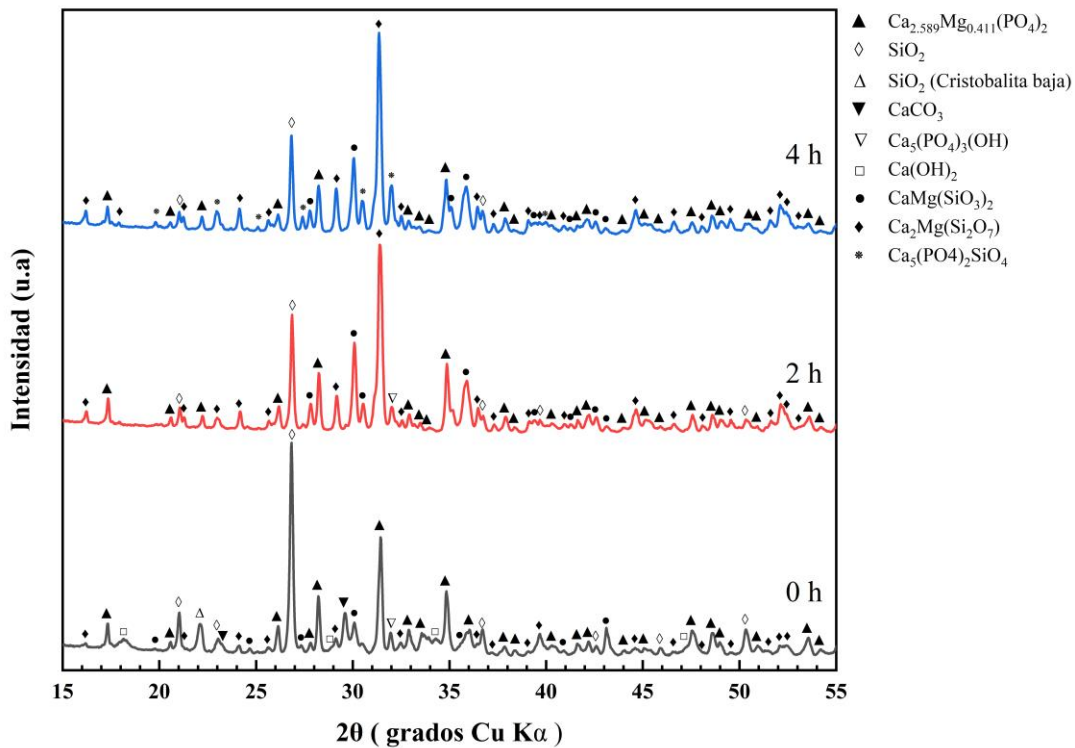 Ca2.589Mg0.411(PO4)2
SiO2
SiO2 (Cristobalita baja)
CaCO3
Ca5(PO4)3(OH)
Ca(OH)2
CaMg(SiO3)2
Ca2Mg(Si2O7)
Ca5(PO4)2SiO4
4 h
2 h
0 h
Intensidad (u.a)
15 20 25 30 35 40 45 50 55
2θ ( grados Cu Kα )